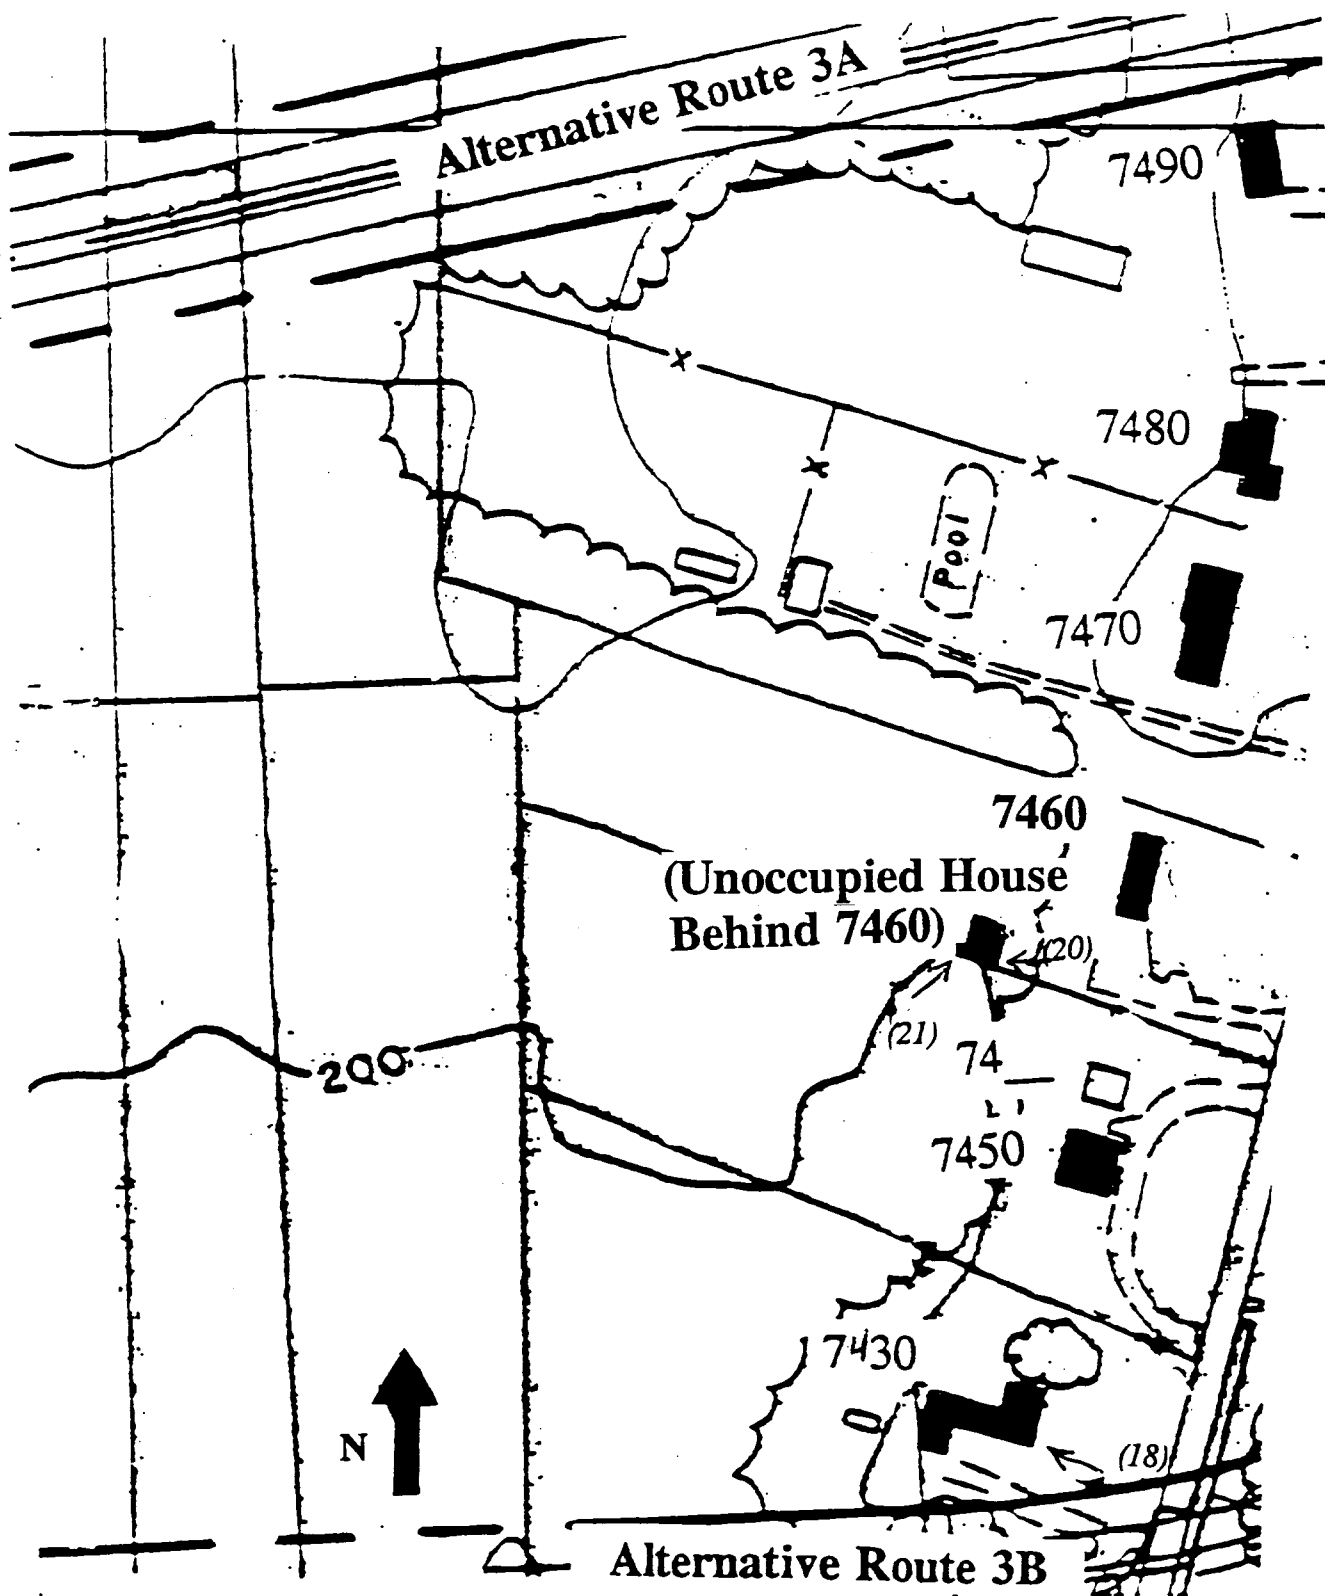 Alternative Route 3A
7490
7480
Pool
7470
7460
(Unoccupied House
Behind 7460)
(20)
(21)
74
200
7450
7430
N
(18)
Alternative Route 3B